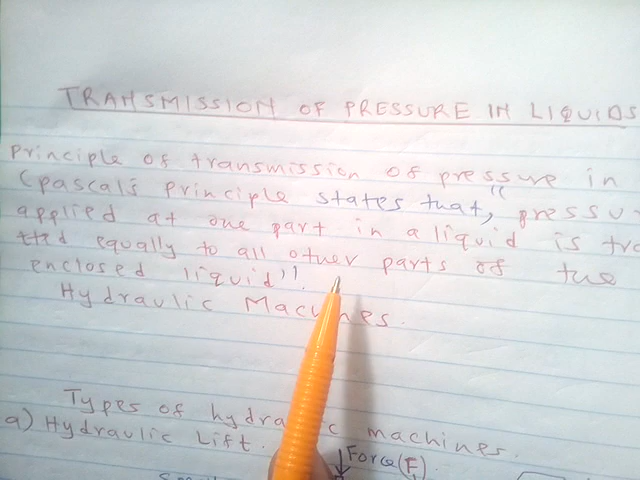 TRANSMISSION OF PRESSURE IN LIQUIDS
Principle of transmission of pressure in
(pascal's principle states that, "pressu
applied at one part in a liquid is tra
tted equally to all other parts of the
enclosed liquid".
Hydraulic Machines.
Types of hydraulic machines.
a) Hydraulic Lift.
Force (F1)